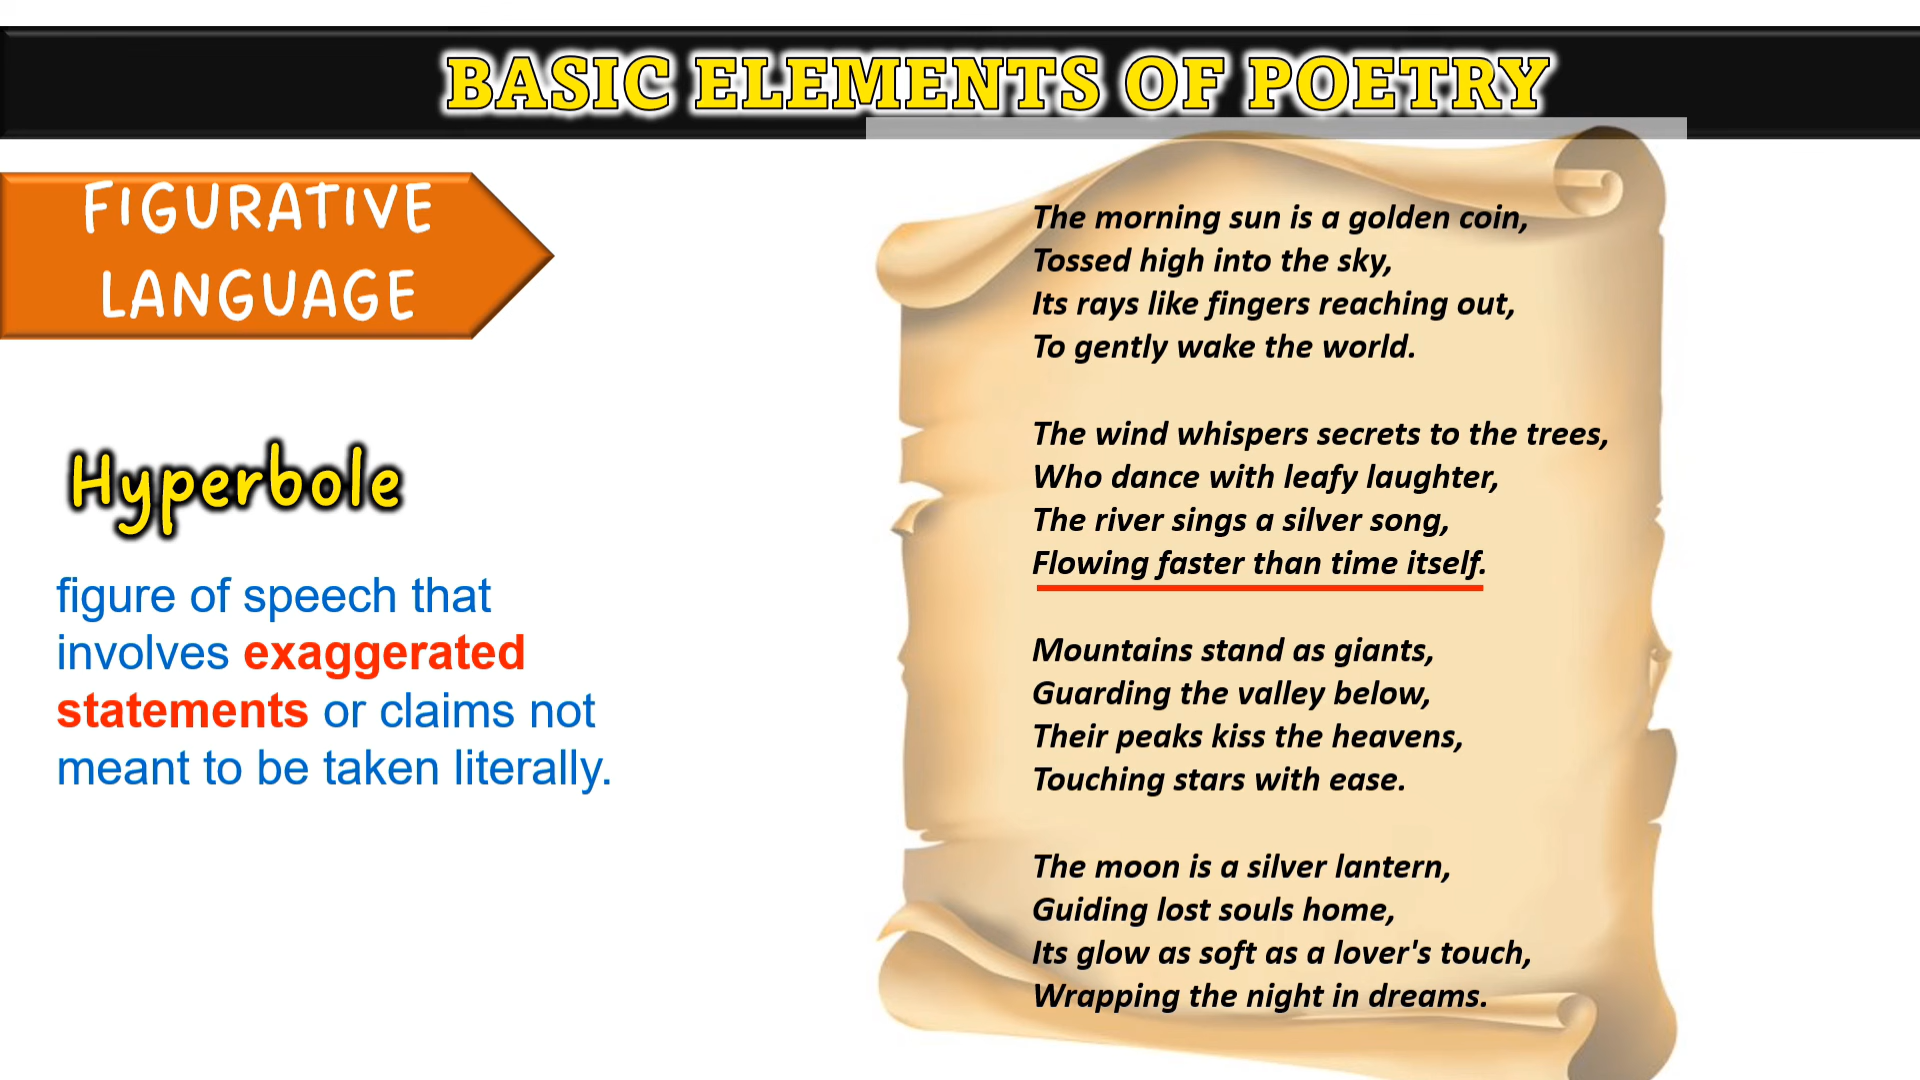 BASIC ELEMENTS OF POETRY
FIGURATIVE
LANGUAGE
Hyperbole
figure of speech that
involves exaggerated
statements or claims not
meant to be taken literally.
The morning sun is a golden coin,
Tossed high into the sky,
Its rays like fingers reaching out,
To gently wake the world.
The wind whispers secrets to the trees,
Who dance with leafy laughter,
The river sings a silver song,
Flowing faster than time itself.
Mountains stand as giants,
Guarding the valley below,
Their peaks kiss the heavens,
Touching stars with ease.
The moon is a silver lantern,
Guiding lost souls home,
Its glow as soft as a lover's touch,
Wrapping the night in dreams.